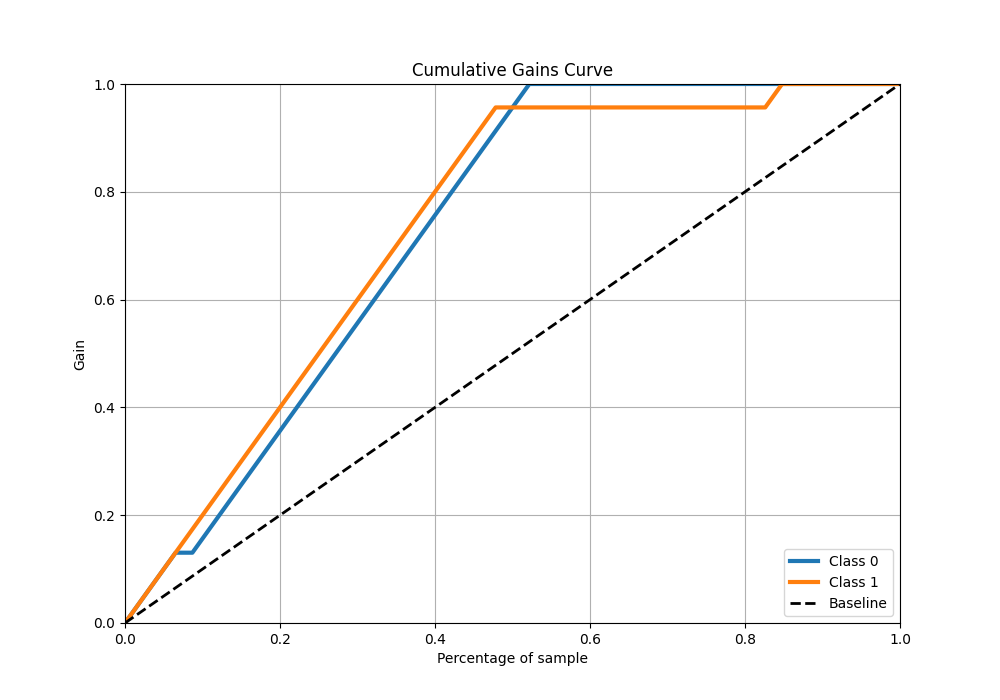 Cumulative Gains Curve
Gain
1.0
0.8
0.6
0.4
0.2
0.0
0.0 0.2 0.4 0.6 0.8 1.0
Percentage of sample
Class 0
Class 1
Baseline